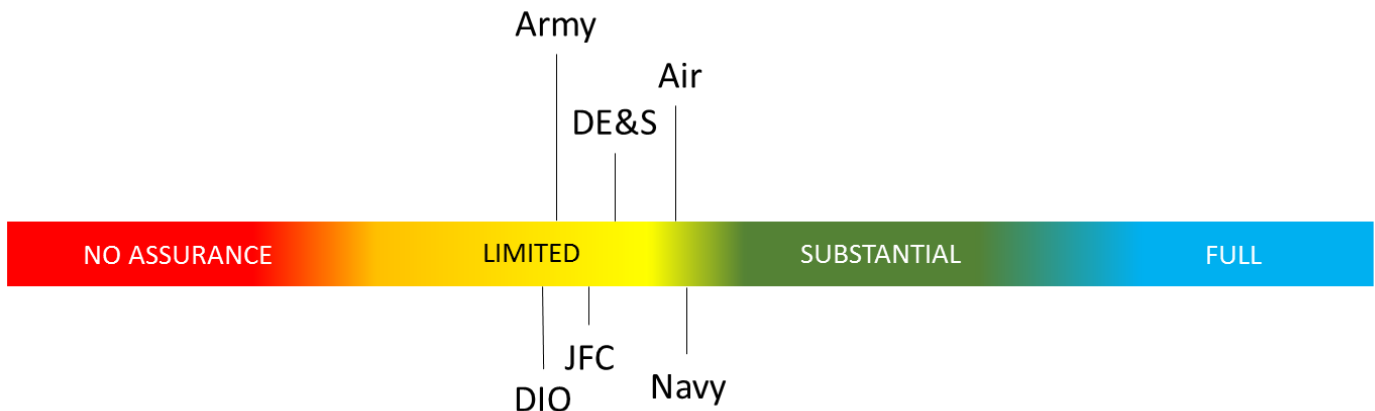 Army
Air
DE&S
NO ASSURANCE LIMITED SUBSTANTIAL FULL
JFC
Navy
DIO